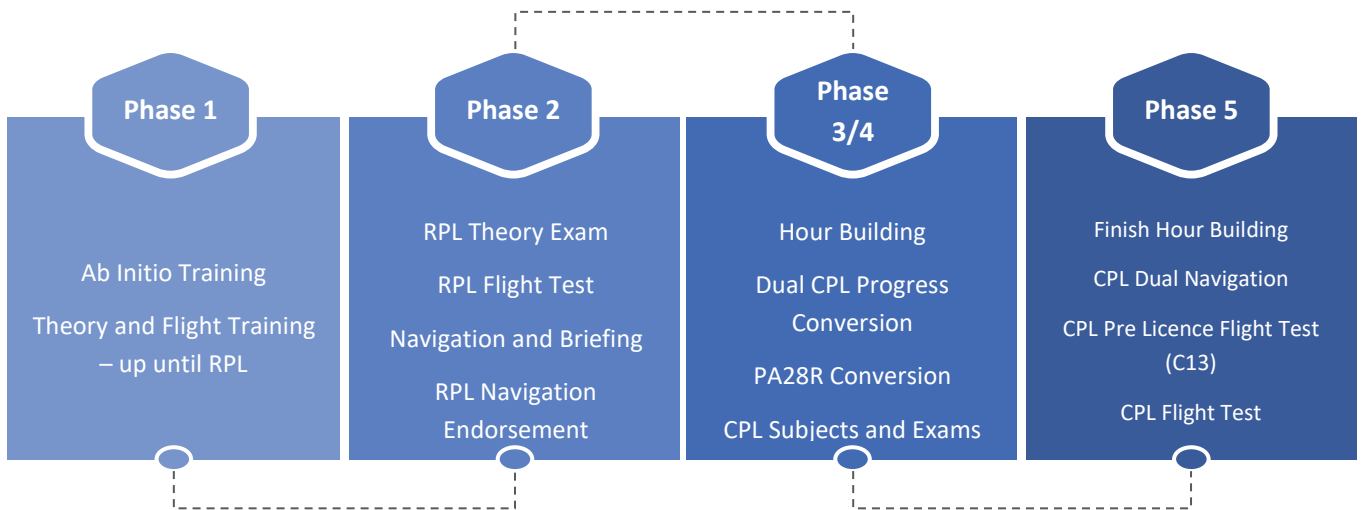 Phase 1
Ab Initio Training
Theory and Flight Training
– up until RPL
Phase 2
RPL Theory Exam
RPL Flight Test
Navigation and Briefing
RPL Navigation
Endorsement
Phase
3/4
Hour Building
Dual CPL Progress
Conversion
PA28R Conversion
CPL Subjects and Exams
Phase 5
Finish Hour Building
CPL Dual Navigation
CPL Pre Licence Flight Test
(C13)
CPL Flight Test